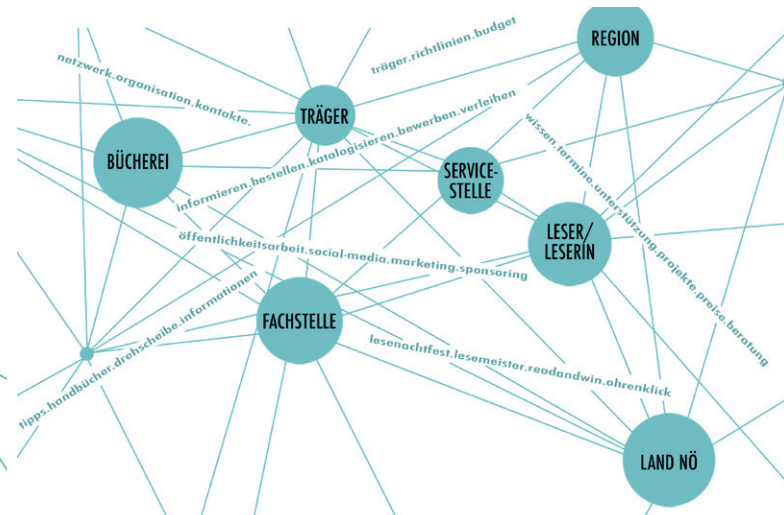 träger.richtlinien.budget
REGION
netzwerk.organisation.kontakte.
TRÄGER
informieren.bestellen.katalogisieren.bewerben.verleihen
wissen.termine.unterstützung.projekte.preise.beratung
BÜCHEREI
SERVICE-
STELLE
LESER/
LESERIN
öffentlichkeitsarbeit.social-media.marketing.sponsoring
tipps.handbücher.drehscheibe.informationen
FACHSTELLE
lesenachtfest.lesemeister.readandwin.ohrenklick
LAND NÖ